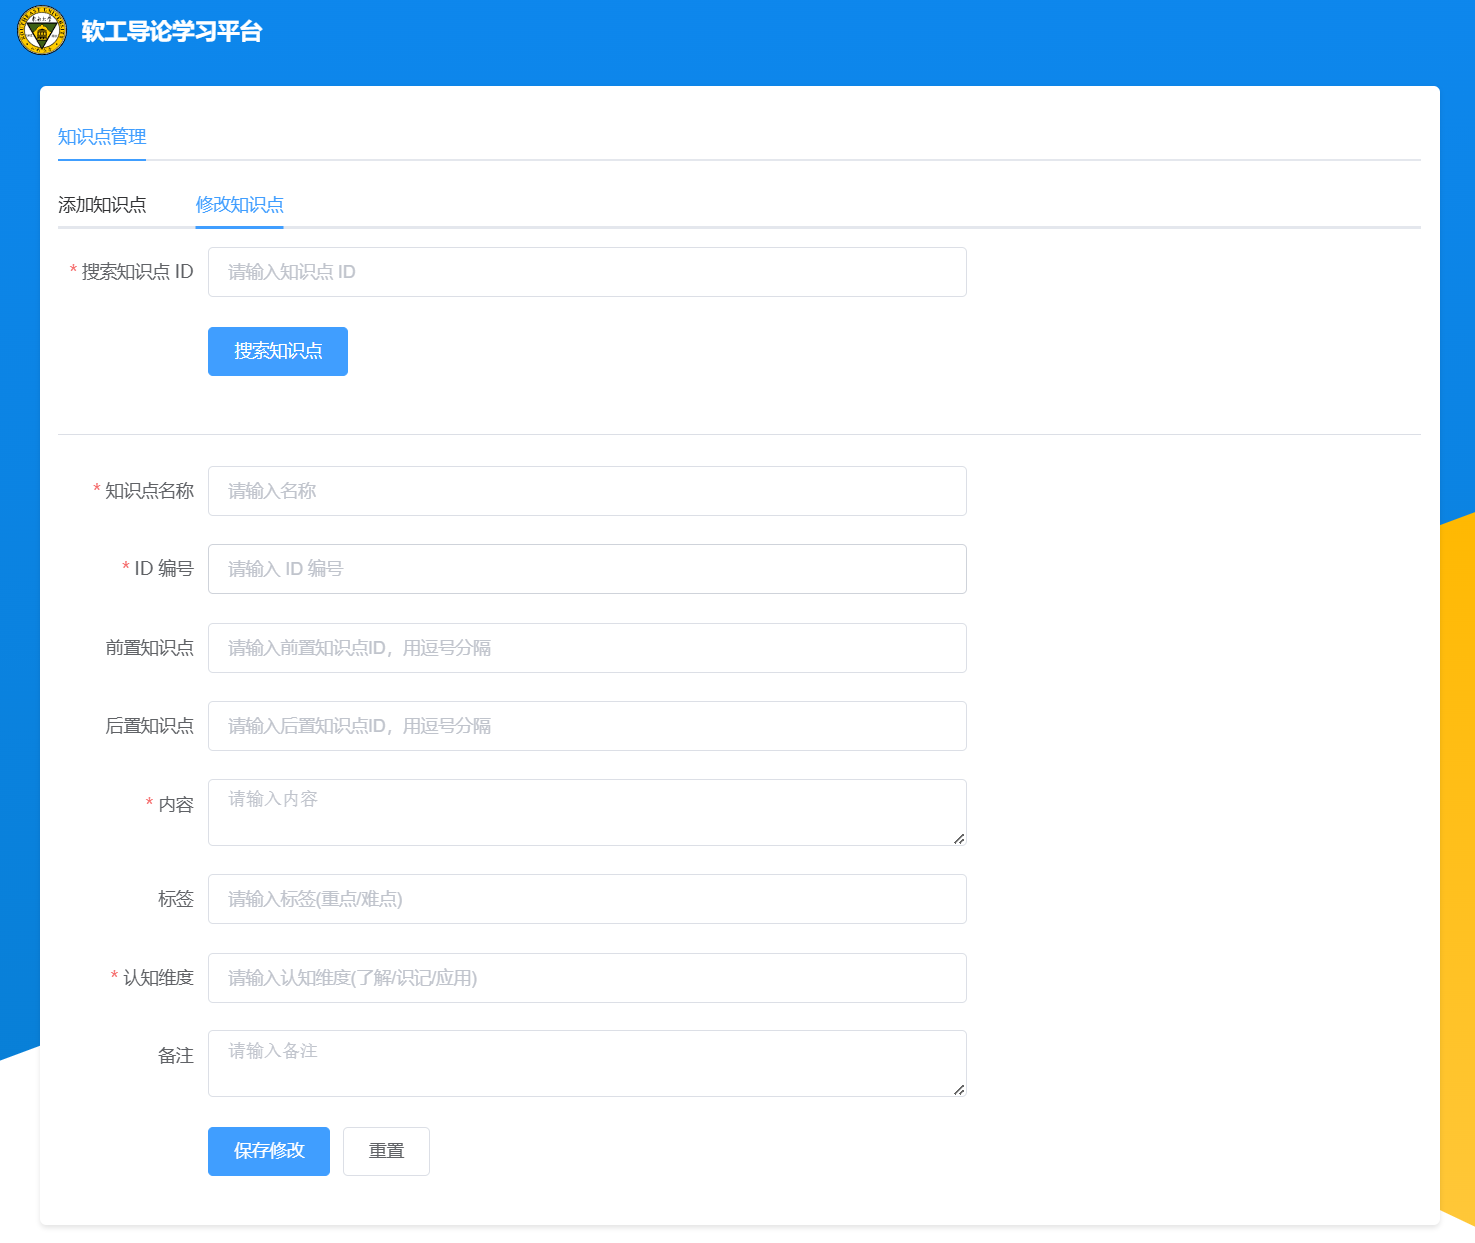 软工导论学习平台
知识点管理
添加知识点 修改知识点
* 搜索知识点 ID 请输入知识点 ID
搜索知识点
* 知识点名称 请输入名称
* ID 编号 请输入 ID 编号
前置知识点 请输入前置知识点ID，用逗号分隔
后置知识点 请输入后置知识点ID，用逗号分隔
* 内容 请输入内容
标签 请输入标签(重点/难点)
* 认知维度 请输入认知维度(了解/识记/应用)
备注 请输入备注
保存修改 重置